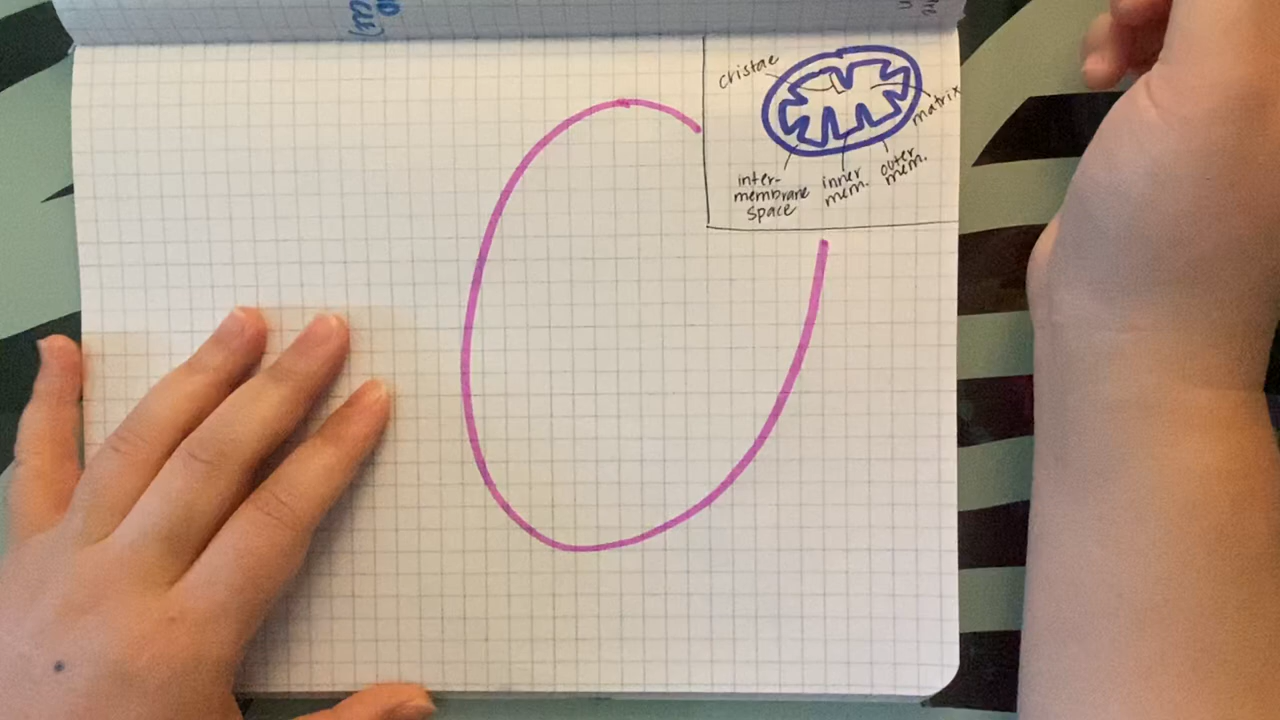 cristae
matrix
inter-
membrane
space
inner
mem.
outer
mem.